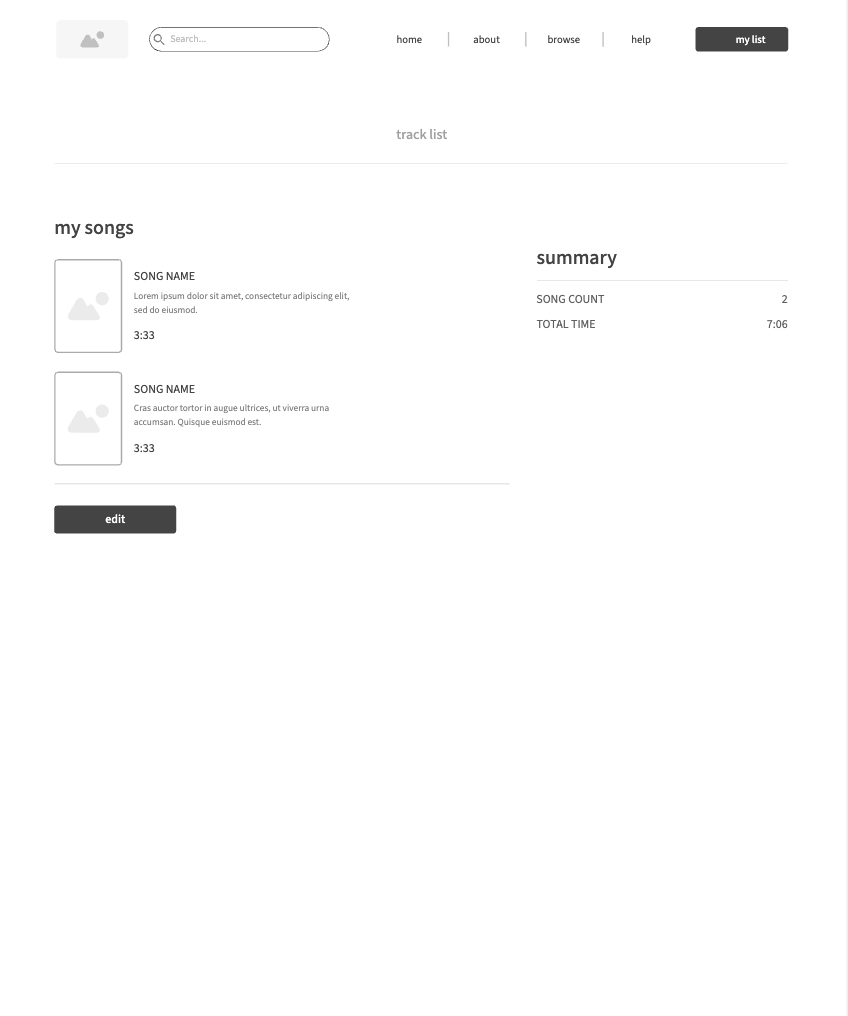 Search...
home
about
browse
help
my list
track list
my songs
SONG NAME
Lorem ipsum dolor sit amet, consectetur adipiscing elit,
sed do eiusmod.
3:33
SONG NAME
Cras auctor tortor in augue ultrices, ut viverra urna
accumsan. Quisque euismod est.
3:33
edit
summary
SONG COUNT 2
TOTAL TIME 7:06